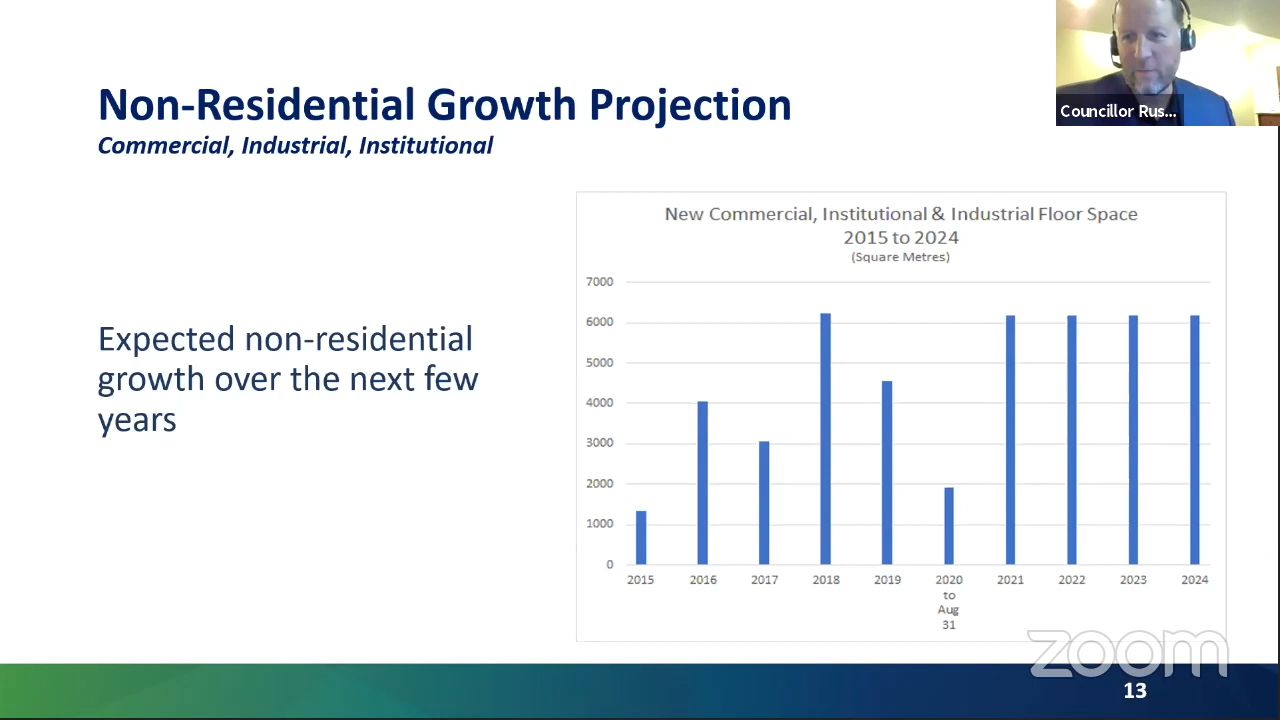 Councillor Rus...
Non-Residential Growth Projection
Commercial, Industrial, Institutional
Expected non-residential
growth over the next few
years
New Commercial, Institutional & Industrial Floor Space
2015 to 2024
(Square Metres)
7000
6000
5000
4000
3000
2000
1000
0
2015 2016 2017 2018 2019 2020 2021 2022 2023 2024
to
Aug
31
zoom
13